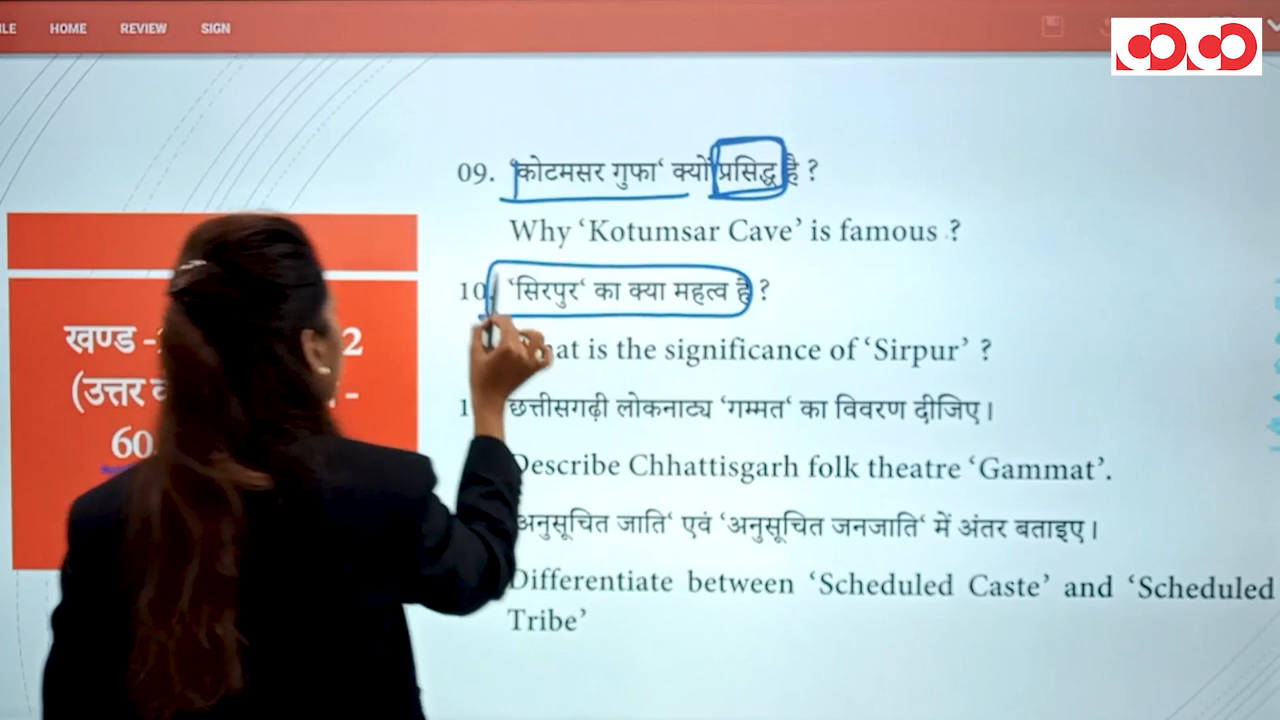 HOME REVIEW SIGN
09. 'कोटमसर गुफा' क्यों प्रसिद्ध है ?
Why 'Kotumsar Cave' is famous ?
10. 'सिरपुर' का क्या महत्व है ?
is the significance of 'Sirpur' ?
छत्तीसगढ़ी लोकनाट्य 'गम्मत' का विवरण दीजिए।
Describe Chhattisgarh folk theatre 'Gammat'.
'अनुसूचित जाति' एवं 'अनुसूचित जनजाति' में अंतर बताइए।
Differentiate between 'Scheduled Caste' and 'Scheduled
Tribe'
खण्ड - 2
(उत्तर -
60